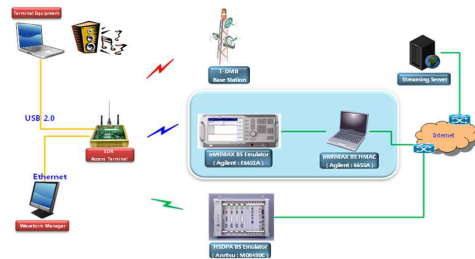 Terminal Equipment
T-DMB
Base Station
Streaming Server
USB 2.0
SDR
Access Terminal
Internet
mWiMAX BS Emulator
( Agilent : E6651A )
mWiMAX BS HMAC
( Agilent : 6655A )
Ethernet
Waveform Manager
HSDPA BS Emulator
( Anritsu : MD8480C )